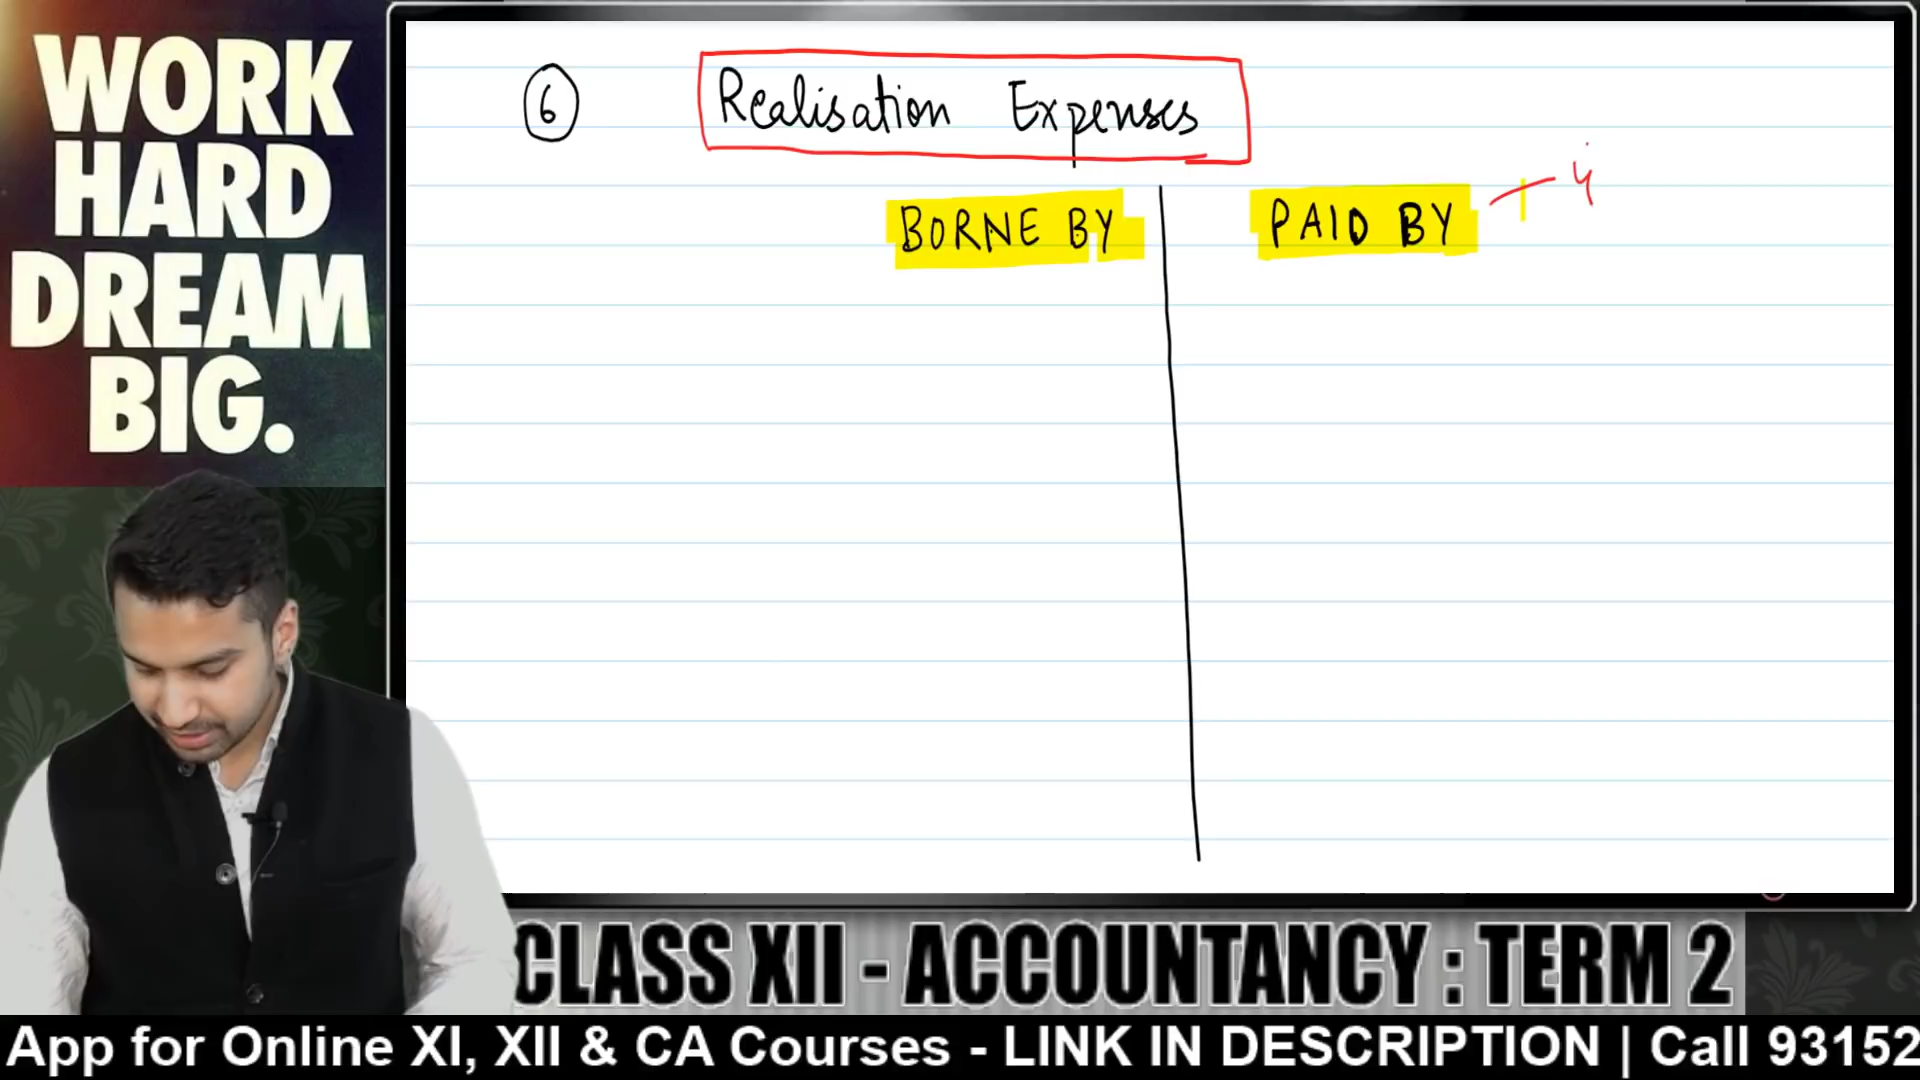 WORK
HARD
DREAM
BIG.
6 Realisation Expenses
BORNE BY PAID BY
CLASS XII - ACCOUNTANCY : TERM 2
App for Online XI, XII & CA Courses - LINK IN DESCRIPTION | Call 93152